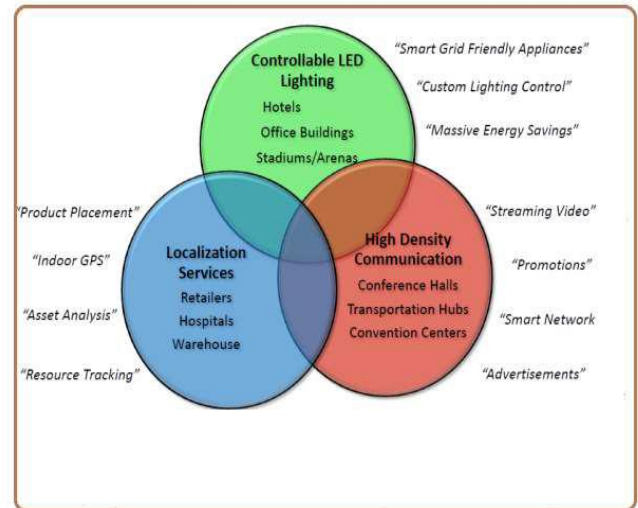 Controllable LED
Lighting
Hotels
Office Buildings
Stadiums/Arenas
“Smart Grid Friendly Appliances”
“Custom Lighting Control”
“Massive Energy Savings”
“Product Placement”
“Indoor GPS”
“Asset Analysis”
“Resource Tracking”
Localization
Services
Retailers
Hospitals
Warehouse
High Density
Communication
Conference Halls
Transportation Hubs
Convention Centers
“Streaming Video”
“Promotions”
“Smart Network
“Advertisements”